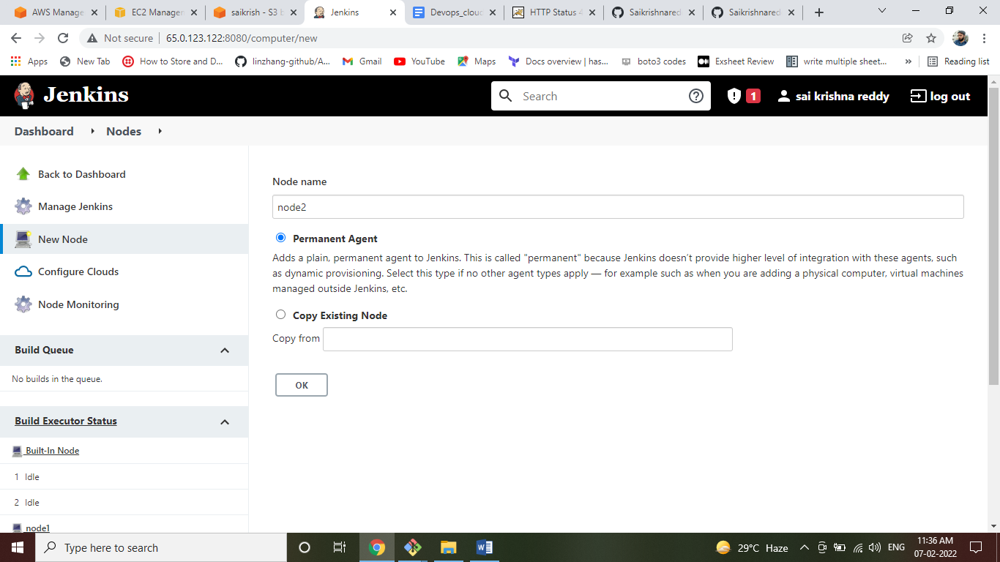 AWS Manage
EC2 Managen
saikrish - S3 b
Jenkins
Devops_cloud
HTTP Status 4
Saikrishnared
Saikrishnared
Not secure
65.0.123.122:8080/computer/new
Apps
New Tab
How to Store and D...
linzhang-github/A...
Gmail
YouTube
Maps
Docs overview | has...
boto3 codes
Exsheet Review
write multiple sheet...
»
Reading list
Jenkins
Search
1
sai krishna reddy
log out
Dashboard
Nodes
Back to Dashboard
Manage Jenkins
New Node
Configure Clouds
Node Monitoring
Build Queue
No builds in the queue.
Build Executor Status
Built-In Node
1 Idle
2 Idle
node1
Node name
node2
Permanent Agent
Adds a plain, permanent agent to Jenkins. This is called "permanent" because Jenkins doesn’t provide higher level of integration with these agents, such
as dynamic provisioning. Select this type if no other agent types apply — for example such as when you are adding a physical computer, virtual machines
managed outside Jenkins, etc.
Copy Existing Node
Copy from
OK
Type here to search
29°C Haze
ENG
11:36 AM
07-02-2022